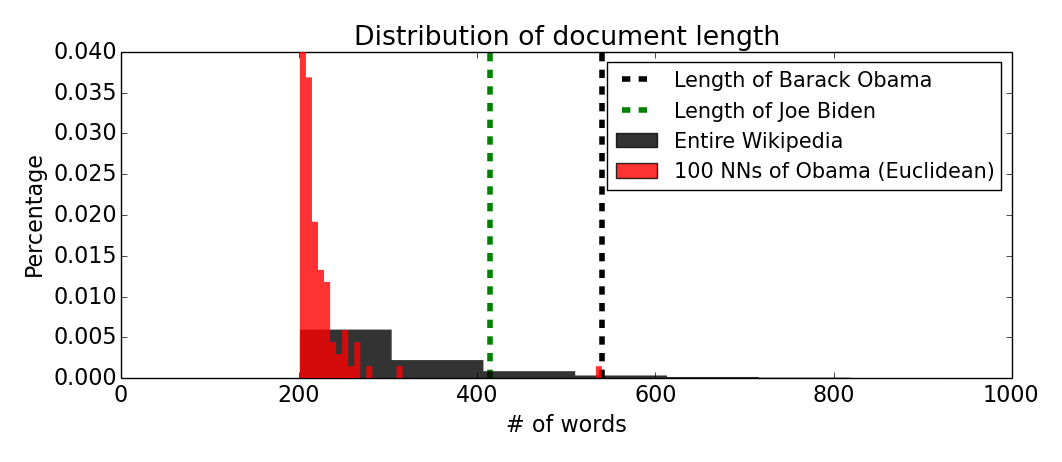 Distribution of document length
0.040
0.035
0.030
0.025
0.020
0.015
0.010
0.005
0.000
Percentage
Length of Barack Obama
Length of Joe Biden
Entire Wikipedia
100 NNs of Obama (Euclidean)
0 200 400 600 800 1000
# of words